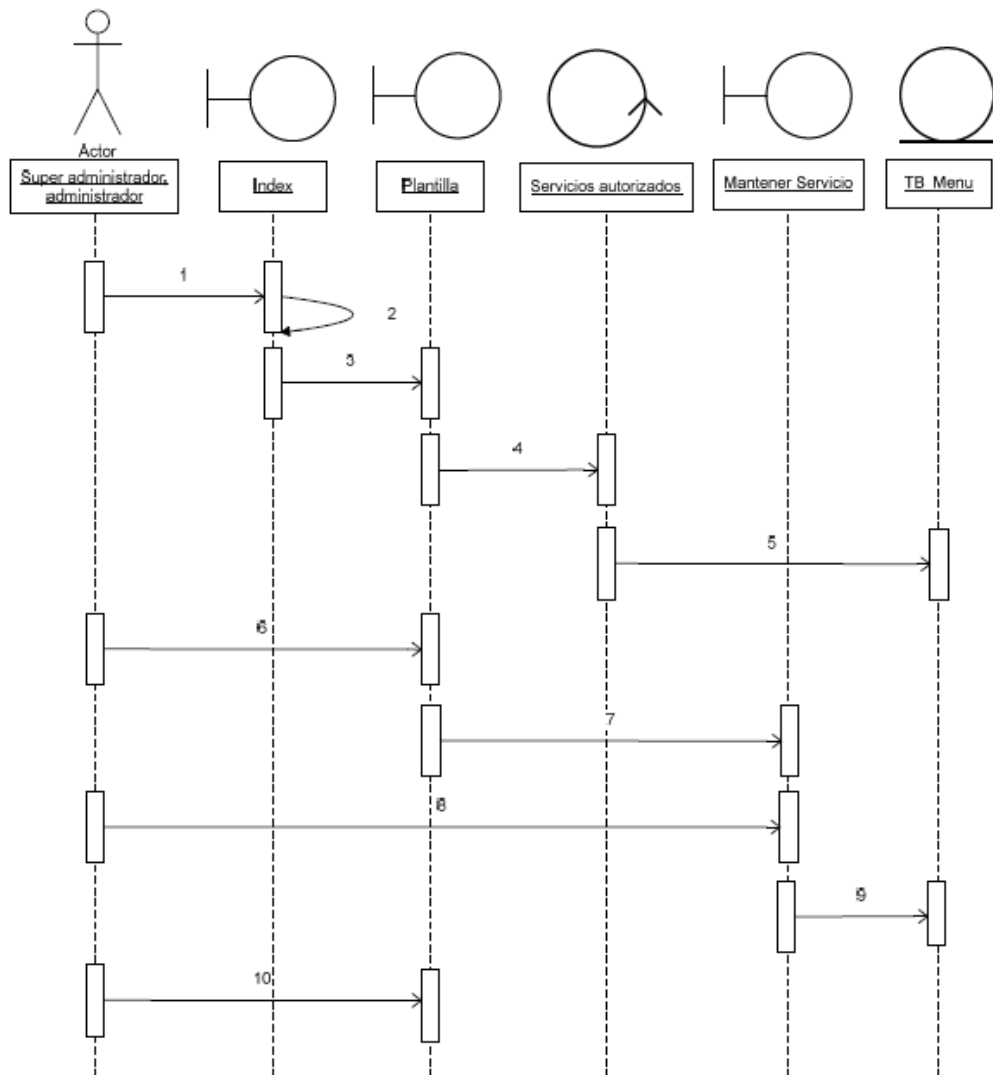 Actor
Super administrador,
administrador
Index
Plantilla
Servicios autorizados
Mantener Servicio
TB_Menu
1
2
3
4
5
6
7
8
9
10